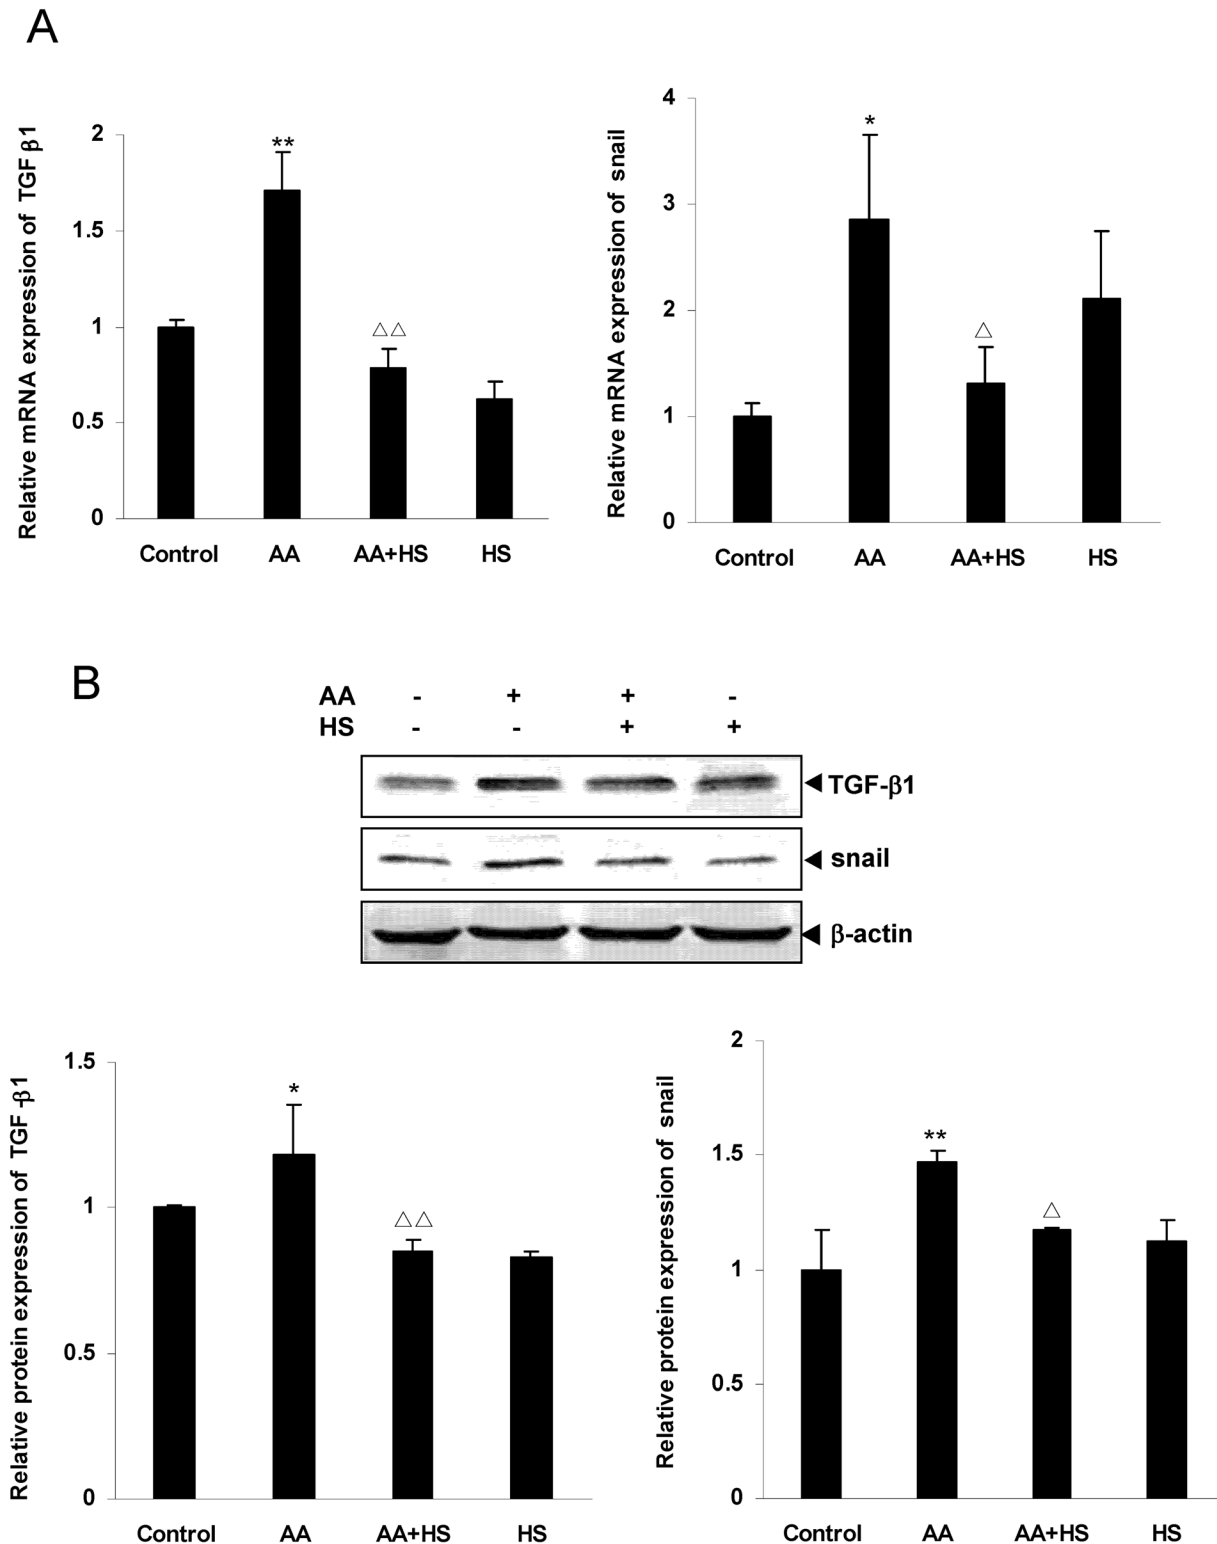 A
Relative mRNA expression of TGF β1
2
1.5
1
0.5
0
**
△△
Control AA AA+HS HS
Relative mRNA expression of snail
4
3
2
1
0
*
△
Control AA AA+HS HS
B
AA - + + -
HS - - + +
TGF-β1
snail
β-actin
Relative protein expression of TGF-β1
1.5
1
0.5
0
*
△△
Control AA AA+HS HS
Relative protein expression of snail
2
1.5
1
0.5
0
**
△
Control AA AA+HS HS